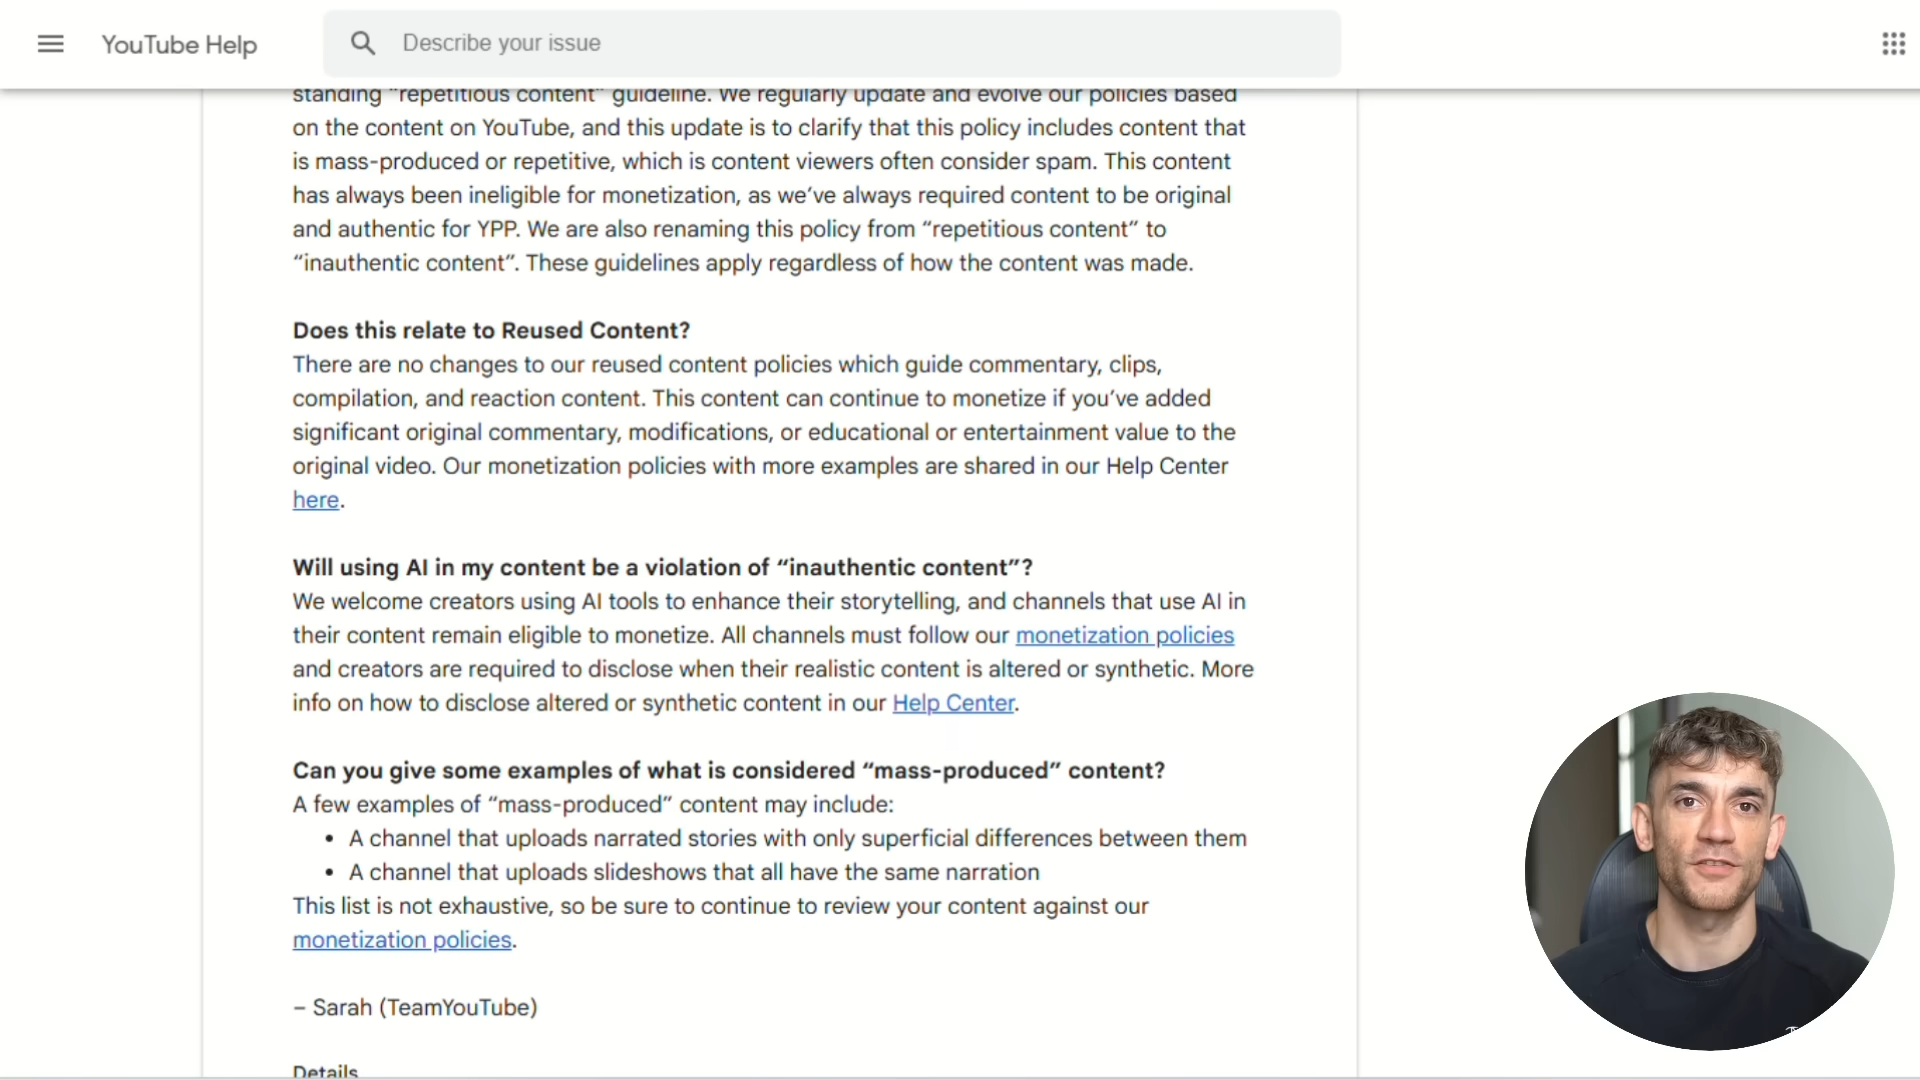 YouTube Help
Describe your issue
standing “repetitious content” guideline. We regularly update and evolve our policies based
on the content on YouTube, and this update is to clarify that this policy includes content that
is mass-produced or repetitive, which is content viewers often consider spam. This content
has always been ineligible for monetization, as we’ve always required content to be original
and authentic for YPP. We are also renaming this policy from “repetitious content” to
“inauthentic content”. These guidelines apply regardless of how the content was made.
Does this relate to Reused Content?
There are no changes to our reused content policies which guide commentary, clips,
compilation, and reaction content. This content can continue to monetize if you’ve added
significant original commentary, modifications, or educational or entertainment value to the
original video. Our monetization policies with more examples are shared in our Help Center
here.
Will using AI in my content be a violation of “inauthentic content”?
We welcome creators using AI tools to enhance their storytelling, and channels that use AI in
their content remain eligible to monetize. All channels must follow our monetization policies
and creators are required to disclose when their realistic content is altered or synthetic. More
info on how to disclose altered or synthetic content in our Help Center.
Can you give some examples of what is considered “mass-produced” content?
A few examples of “mass-produced” content may include:
• A channel that uploads narrated stories with only superficial differences between them
• A channel that uploads slideshows that all have the same narration
This list is not exhaustive, so be sure to continue to review your content against our
monetization policies.
– Sarah (TeamYouTube)
Details